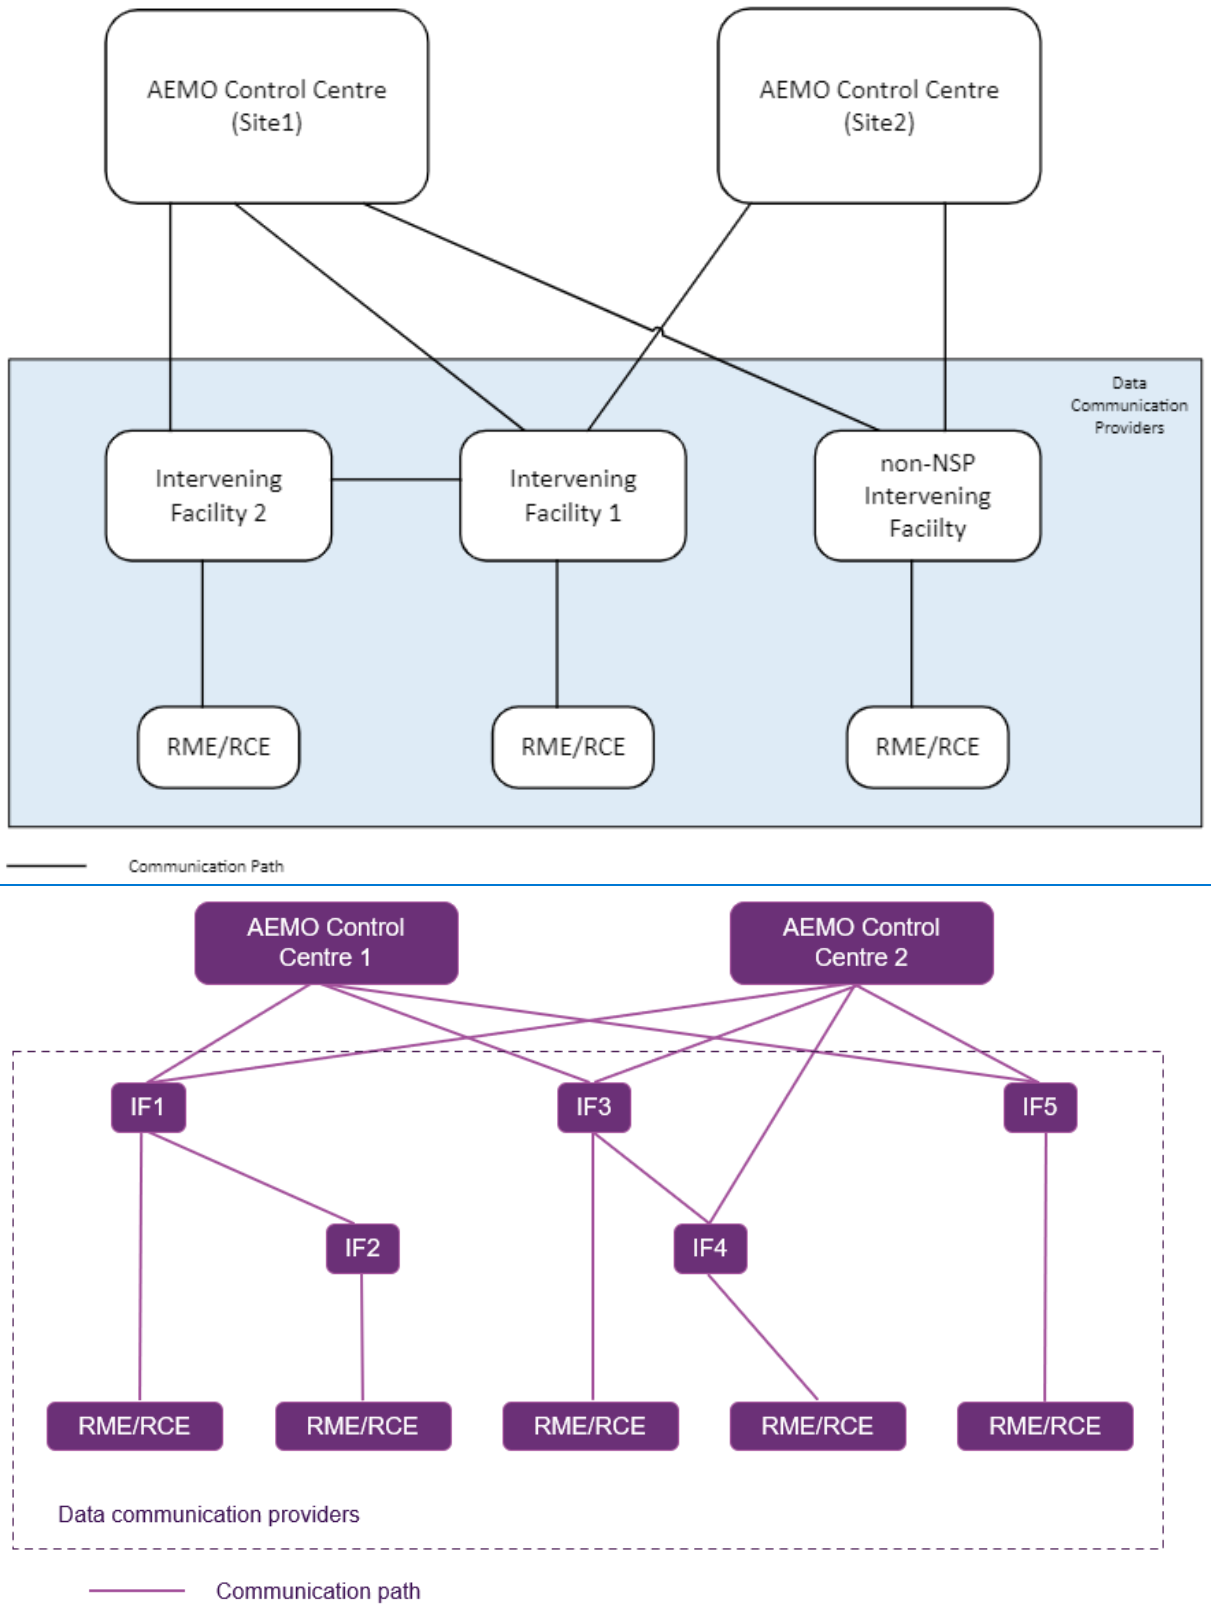 AEMO Control Centre
(Site1)
AEMO Control Centre
(Site2)
Data
Communication
Providers
Intervening
Facility 2
Intervening
Facility 1
non-NSP
Intervening
Faciilty
RME/RCE
RME/RCE
RME/RCE
Communication Path
AEMO Control
Centre 1
AEMO Control
Centre 2
IF1
IF3
IF5
IF2
IF4
RME/RCE
RME/RCE
RME/RCE
RME/RCE
RME/RCE
Data communication providers
Communication path